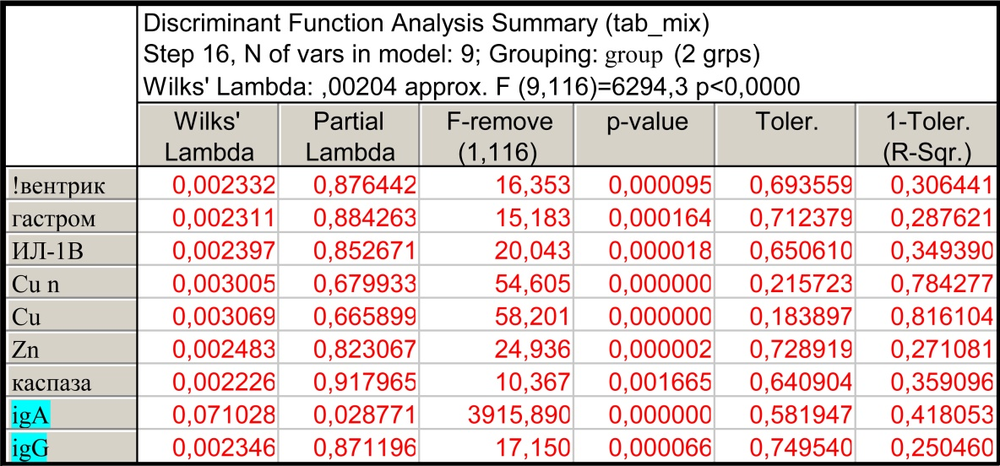 Discriminant Function Analysis Summary (tab_mix)
Step 16, N of vars in model: 9; Grouping: group (2 grps)
Wilks' Lambda: ,00204 approx. F (9,116)=6294,3 p<0,0000
Wilks' Partial F-remove p-value Toler. 1-Toler.
Lambda Lambda (1,116) (R-Sqr.)
!вентрик 0,002332 0,876442 16,353 0,000095 0,693559 0,306441
гастром 0,002311 0,884263 15,183 0,000164 0,712379 0,287621
ИЛ-1В 0,002397 0,852671 20,043 0,000018 0,650610 0,349390
Cu n 0,003005 0,679933 54,605 0,000000 0,215723 0,784277
Cu 0,003069 0,665899 58,201 0,000000 0,183897 0,816104
Zn 0,002483 0,823067 24,936 0,000002 0,728919 0,271081
каспаза 0,002226 0,917965 10,367 0,001665 0,640904 0,359096
igA 0,071028 0,028771 3915,890 0,000000 0,581947 0,418053
igG 0,002346 0,871196 17,150 0,000066 0,749540 0,250460